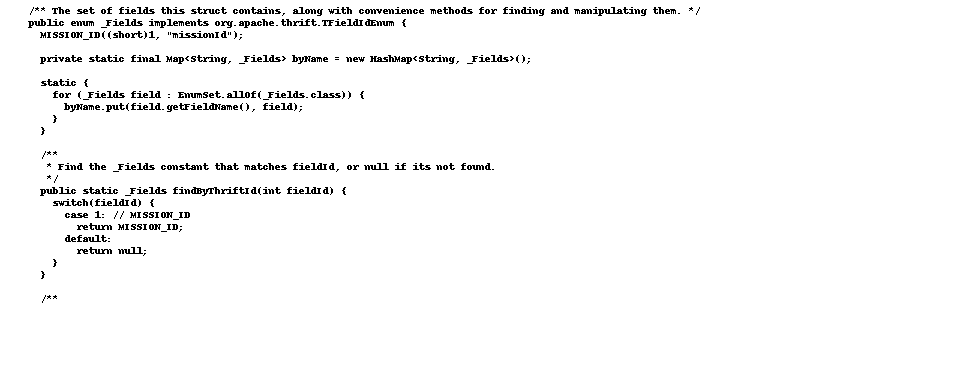 /** The set of fields this struct contains, along with convenience methods for finding and manipulating them. */
public enum _Fields implements org.apache.thrift.TFieldIdEnum {
MISSION_ID((short)1, "missionId");
private static final Map<String, _Fields> byName = new HashMap<String, _Fields>();
static {
for (_Fields field : EnumSet.allOf(_Fields.class)) {
byName.put(field.getFieldName(), field);
}
}
/**
* Find the _Fields constant that matches fieldId, or null if its not found.
*/
public static _Fields findByThriftId(int fieldId) {
switch(fieldId) {
case 1: // MISSION_ID
return MISSION_ID;
default:
return null;
}
}
/**